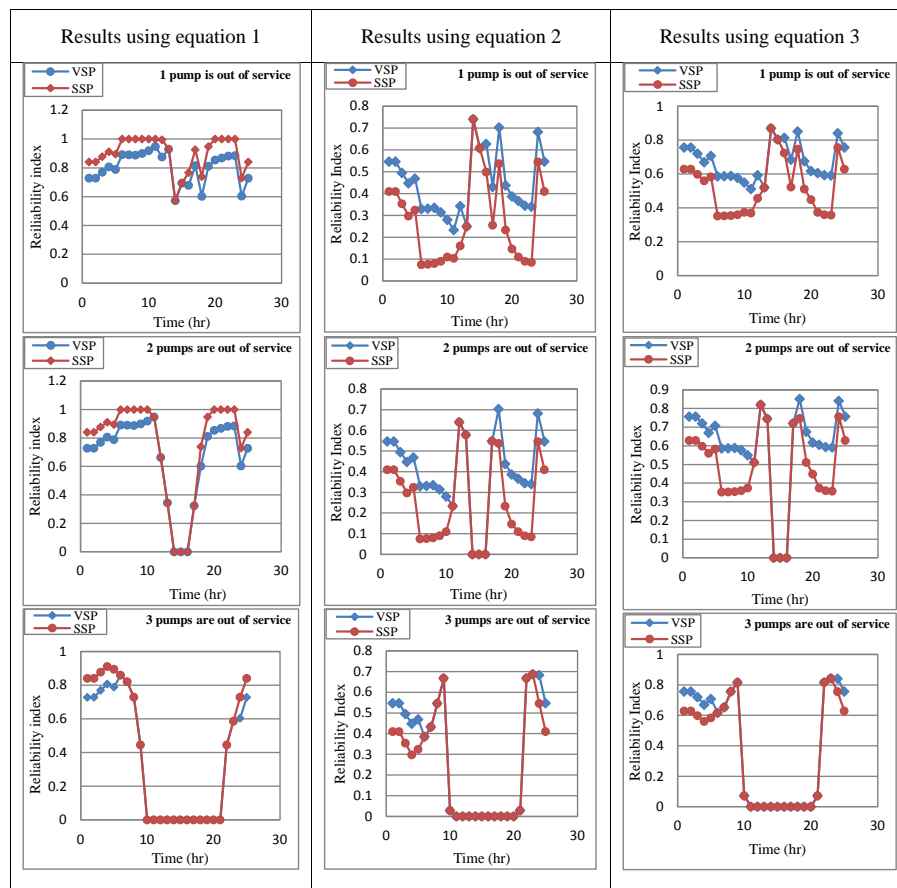 Results using equation 1
Results using equation 2
Results using equation 3
VSP
SSP
1 pump is out of service
Reliability index
1.2
1
0.8
0.6
0.4
0.2
0
0
10
20
30
Time (hr)
VSP
SSP
1 pump is out of service
Reliability Index
0.8
0.7
0.6
0.5
0.4
0.3
0.2
0.1
0
0
10
20
30
Time (hr)
VSP
SSP
1 pump is out of service
Reliability Index
1
0.8
0.6
0.4
0.2
0
0
10
20
30
Time (hr)
VSP
SSP
2 pumps are out of service
Reliability index
1.2
1
0.8
0.6
0.4
0.2
0
0
10
20
30
Time (hr)
VSP
SSP
2 pumps are out of service
Reliability Index
0.8
0.7
0.6
0.5
0.4
0.3
0.2
0.1
0
0
10
20
30
Time (hr)
VSP
SSP
2 pumps are out of service
Reliability Index
0.9
0.8
0.7
0.6
0.5
0.4
0.3
0.2
0.1
0
0
10
20
30
Time (hr)
VSP
SSP
3 pumps are out of service
Reliability Index
1
0.8
0.6
0.4
0.2
0
0
10
20
30
Time (hr)
VSP
SSP
3 pumps are out of service
Reliability Index
0.8
0.7
0.6
0.5
0.4
0.3
0.2
0.1
0
0
10
20
30
Time (hr)
VSP
SSP
3 pumps are out of service
Reliability Index
1
0.8
0.6
0.4
0.2
0
0
10
20
30
Time (hr)